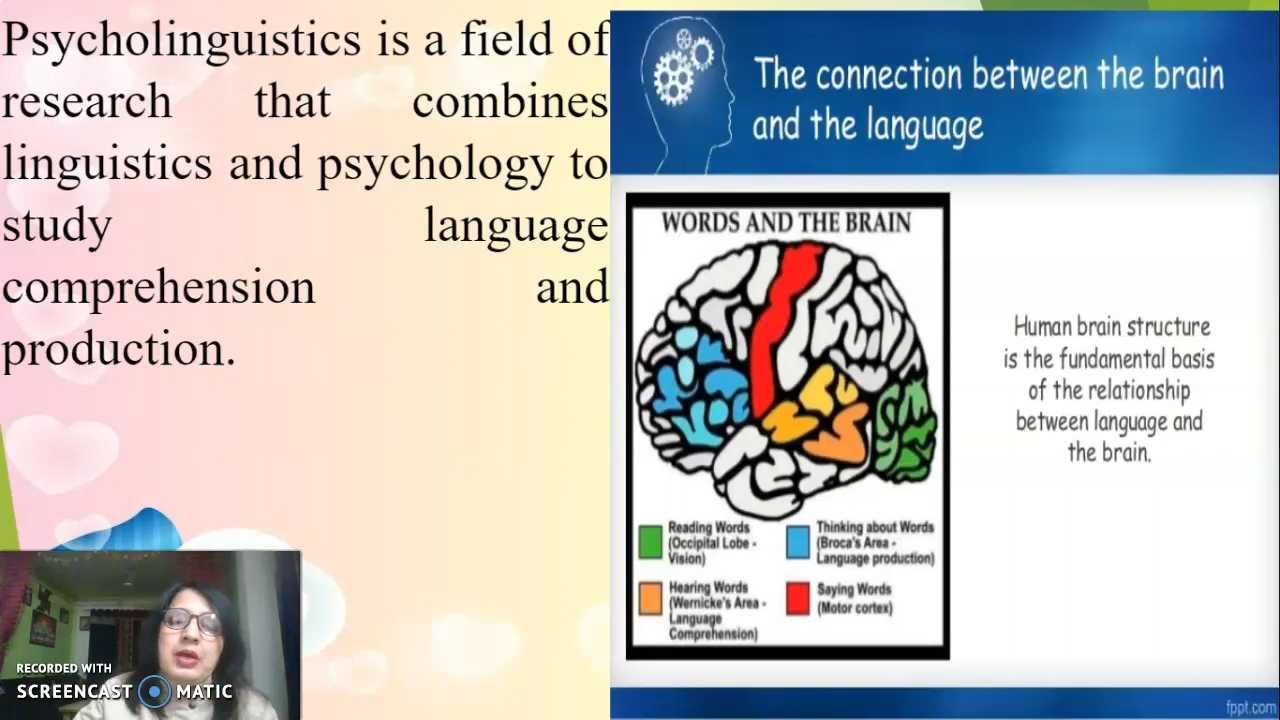 Psycholinguistics is a field of
research that combines
linguistics and psychology to
study language
comprehension and
production.
The connection between the brain
and the language
WORDS AND THE BRAIN
Reading Words
(Occipital Lobe -
Vision)
Thinking about Words
(Broca's Area -
Language production)
Hearing Words
(Wernicke's Area -
Language
Comprehension)
Saying Words
(Motor cortex)
Human brain structure
is the fundamental basis
of the relationship
between language and
the brain.
RECORDED WITH
SCREENCAST MATIC
fppt.com